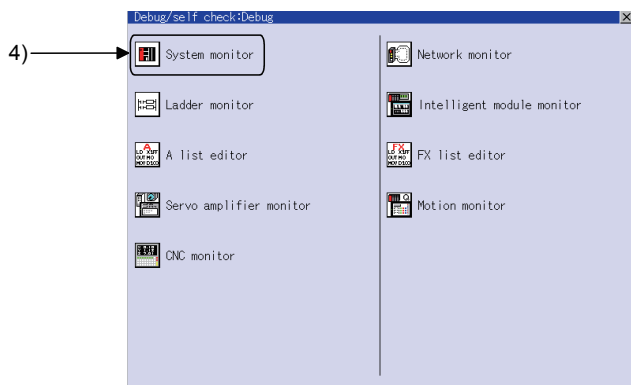 Debug/self check:Debug
4)
System monitor
Network monitor
Ladder monitor
Intelligent module monitor
A list editor
FX list editor
Servo amplifier monitor
Motion monitor
CNC monitor